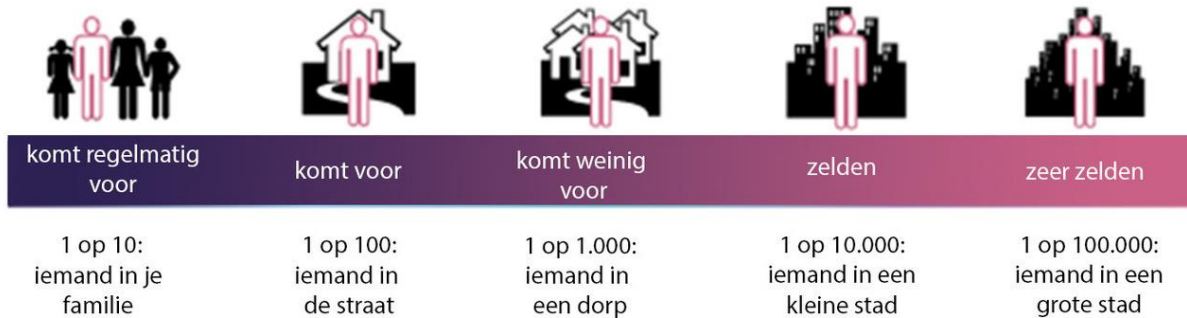 komt regelmatig
voor
komt voor
komt weinig
voor
zelden
zeer zelden
1 op 10:
iemand in je
familie
1 op 100:
iemand in
de straat
1 op 1.000:
iemand in
een dorp
1 op 10.000:
iemand in een
kleine stad
1 op 100.000:
iemand in een
grote stad